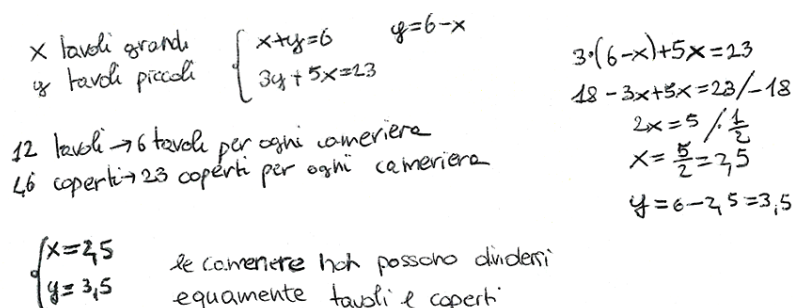 x tavoli grandi
y tavoli piccoli
x+y=6
3y+5x=23
y=6-x
12 tavoli → 6 tavoli per ogni cameriera
46 coperti → 23 coperti per ogni cameriera
3·(6-x)+5x=23
18-3x+5x=23/-18
2x=5/·1/2
x=5/2=2,5
y=6-2,5=3,5
x=2,5
y=3,5
le cameriere non possono dividersi
equamente tavoli e coperti